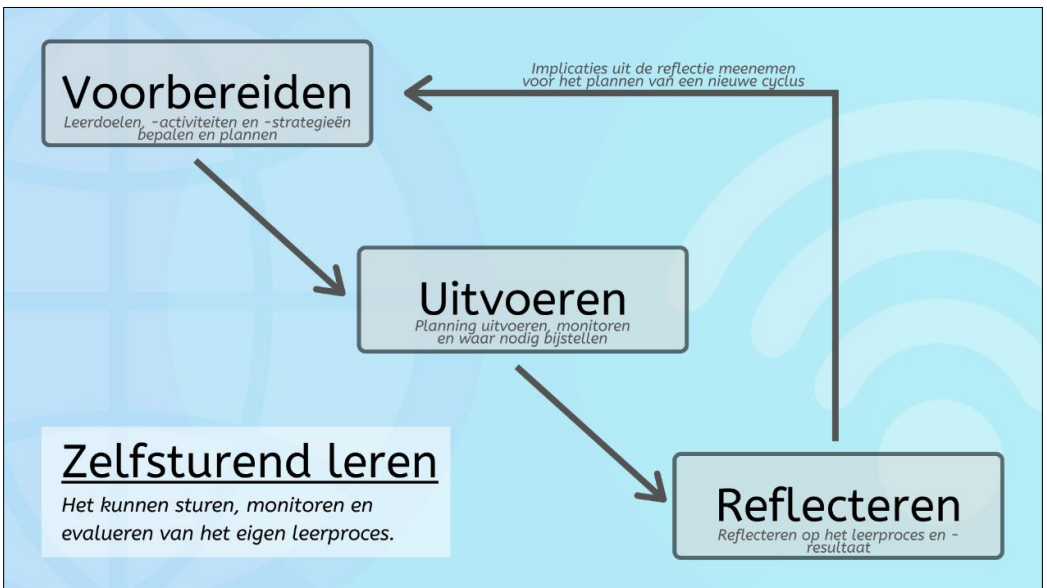 Voorbereiden
Leerdoelen, -activiteiten en -strategieën
bepalen en plannen
Implicaties uit de reflectie meenemen
voor het plannen van een nieuwe cyclus
Uitvoeren
Planning uitvoeren, monitoren
en waar nodig bijstellen
Zelfsturend leren
Het kunnen sturen, monitoren en
evalueren van het eigen leerproces.
Reflecteren
Reflecteren op het leerproces en -
resultaat